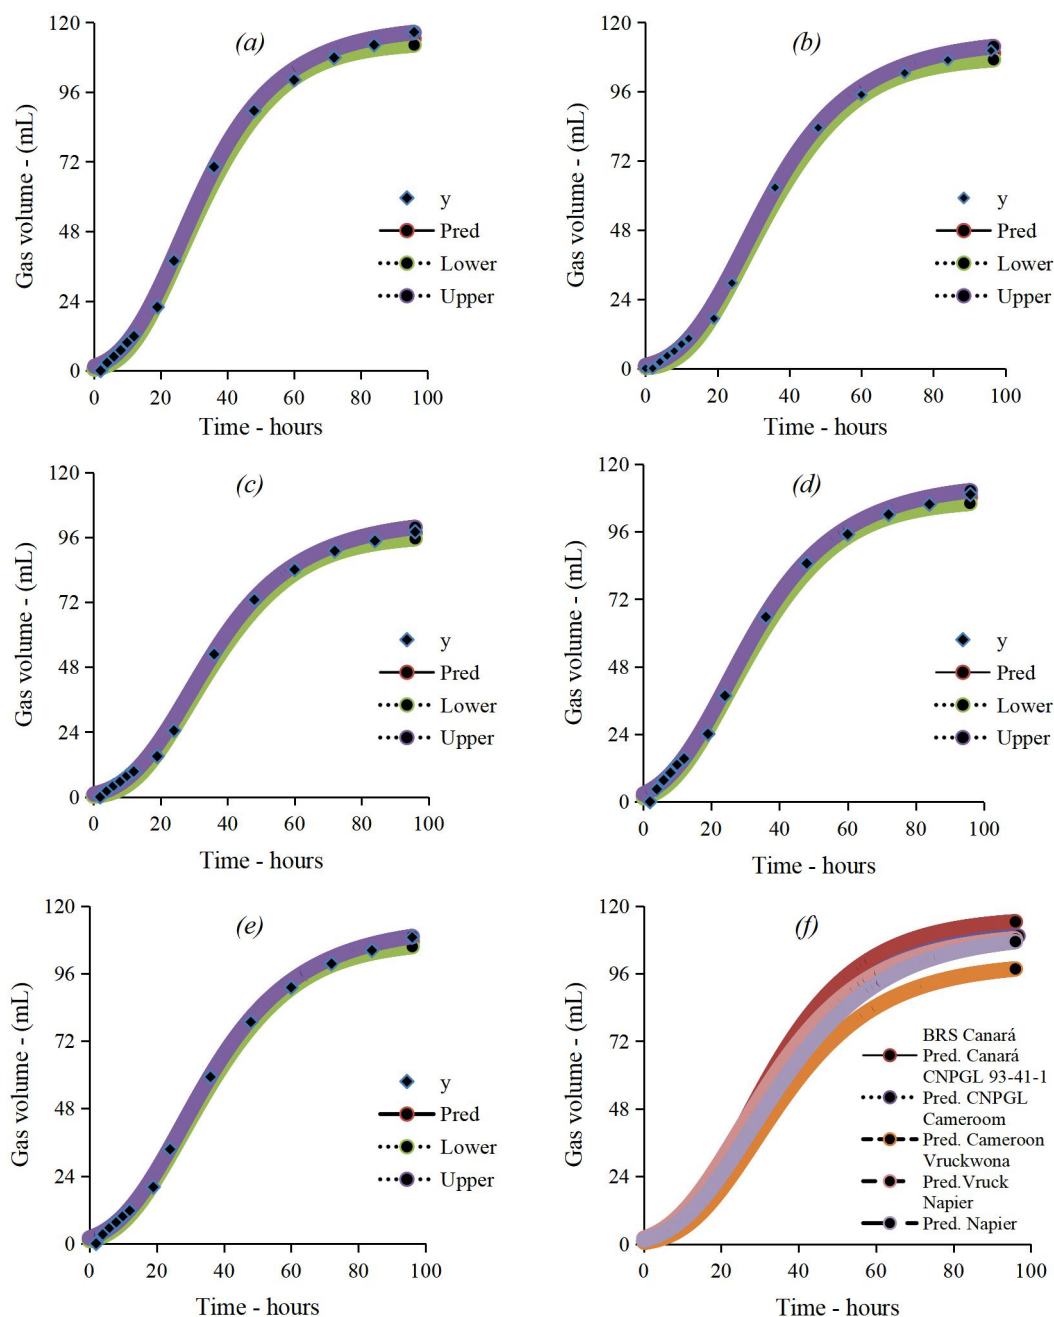 (a)
Gas volume - (mL)
120
96
72
48
24
0
0 20 40 60 80 100
Time - hours
y
Pred
Lower
Upper
(b)
Gas volume - (mL)
120
96
72
48
24
0
0 20 40 60 80 100
Time - hours
y
Pred
Lower
Upper
(c)
Gas volume - (mL)
120
96
72
48
24
0
0 20 40 60 80 100
Time - hours
y
Pred
Lower
Upper
(d)
Gas volume - (mL)
120
96
72
48
24
0
0 20 40 60 80 100
Time - hours
y
Pred
Lower
Upper
(e)
Gas volume - (mL)
120
96
72
48
24
0
0 20 40 60 80 100
Time - hours
y
Pred
Lower
Upper
(f)
Gas volume - (mL)
120
96
72
48
24
0
0 20 40 60 80 100
Time - hours
BRS Canará
Pred. Canará
CNPGL 93-41-1
Pred. CNPGL
Cameroom
Pred. Cameroon
Vruckwona
Pred.Vruck
Napier
Pred. Napier